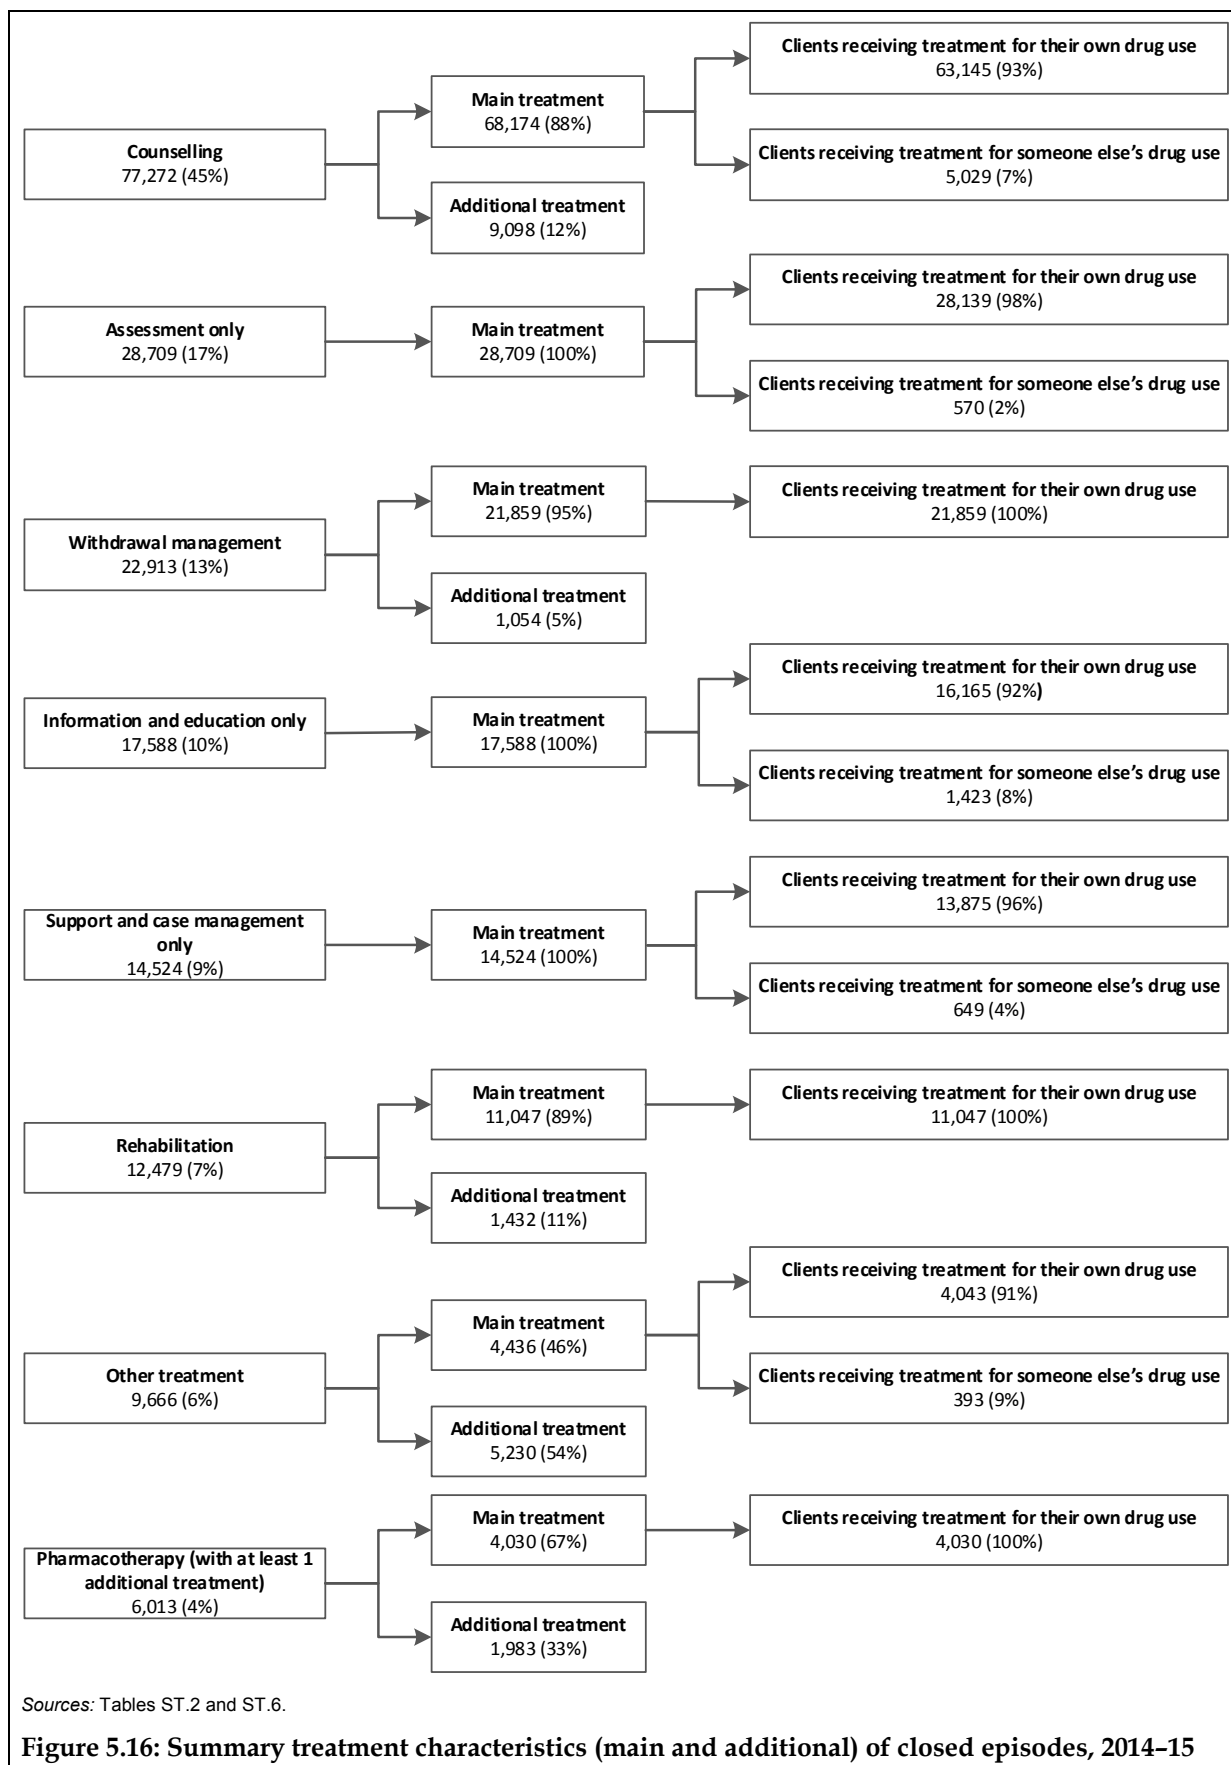 Clients receiving treatment for their own drug use
63,145 (93%)
Main treatment
68,174 (88%)
Counselling
77,272 (45%)
Clients receiving treatment for someone else’s drug use
5,029 (7%)
Additional treatment
9,098 (12%)
Clients receiving treatment for their own drug use
28,139 (98%)
Assessment only
28,709 (17%)
Main treatment
28,709 (100%)
Clients receiving treatment for someone else’s drug use
570 (2%)
Main treatment
21,859 (95%)
Clients receiving treatment for their own drug use
21,859 (100%)
Withdrawal management
22,913 (13%)
Additional treatment
1,054 (5%)
Clients receiving treatment for their own drug use
16,165 (92%)
Information and education only
17,588 (10%)
Main treatment
17,588 (100%)
Clients receiving treatment for someone else’s drug use
1,423 (8%)
Clients receiving treatment for their own drug use
13,875 (96%)
Support and case management
only
14,524 (9%)
Main treatment
14,524 (100%)
Clients receiving treatment for someone else’s drug use
649 (4%)
Main treatment
11,047 (89%)
Clients receiving treatment for their own drug use
11,047 (100%)
Rehabilitation
12,479 (7%)
Additional treatment
1,432 (11%)
Clients receiving treatment for their own drug use
4,043 (91%)
Main treatment
4,436 (46%)
Other treatment
9,666 (6%)
Clients receiving treatment for someone else’s drug use
393 (9%)
Additional treatment
5,230 (54%)
Main treatment
4,030 (67%)
Clients receiving treatment for their own drug use
4,030 (100%)
Pharmacotherapy (with at least 1
additional treatment)
6,013 (4%)
Additional treatment
1,983 (33%)
Sources: Tables ST.2 and ST.6.
Figure 5.16: Summary treatment characteristics (main and additional) of closed episodes, 2014–15